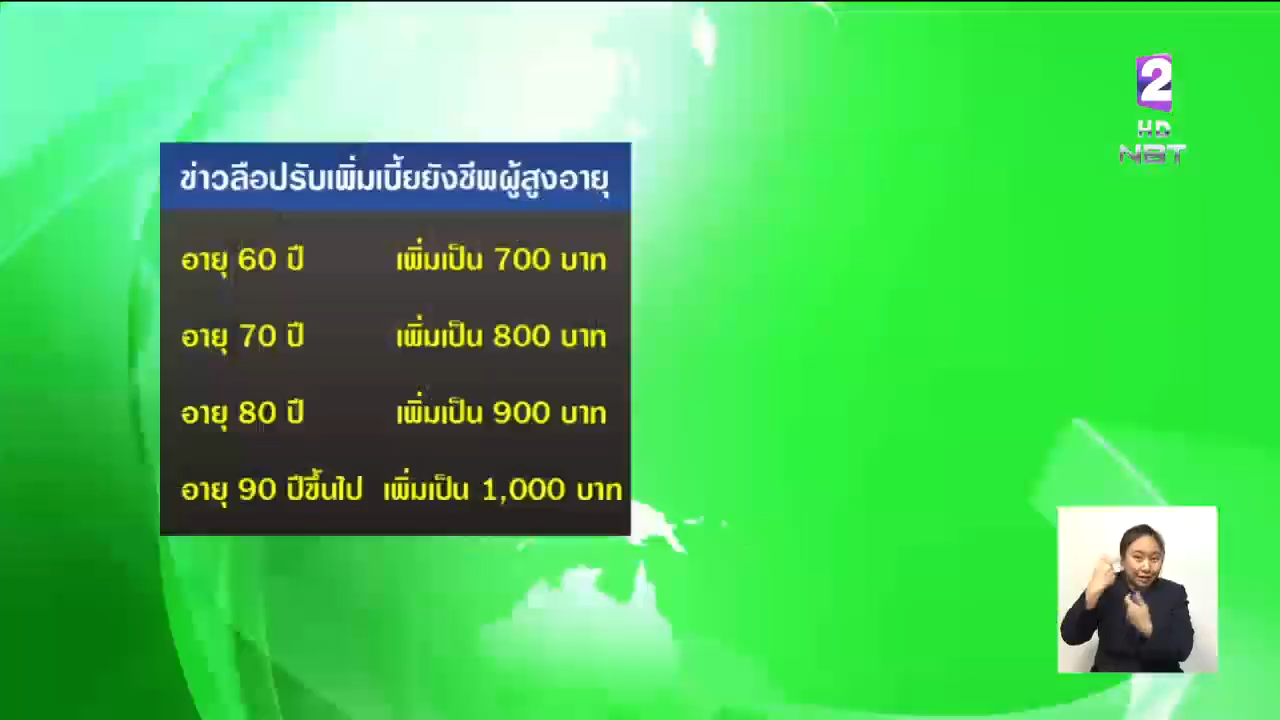 2
HD
NBT
ข่าวลือปรับเพิ่มเบี้ยยังชีพผู้สูงอายุ
อายุ 60 ปี เพิ่มเป็น 700 บาท
อายุ 70 ปี เพิ่มเป็น 800 บาท
อายุ 80 ปี เพิ่มเป็น 900 บาท
อายุ 90 ปีขึ้นไป เพิ่มเป็น 1,000 บาท